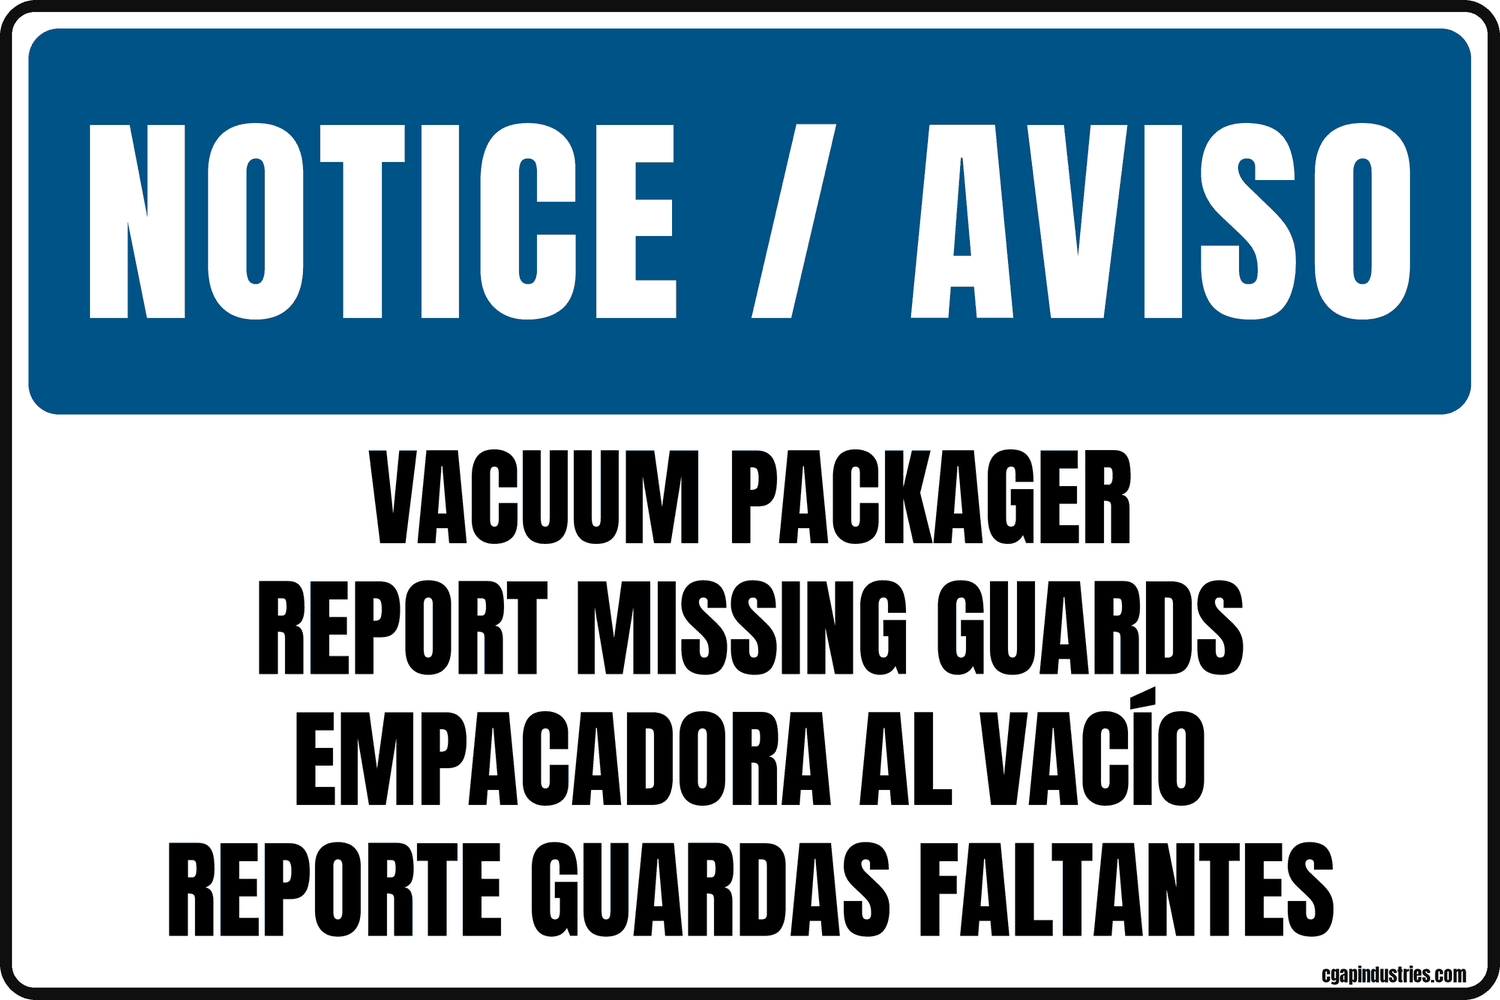 NOTICE / AVISO
VACUUM PACKAGER
REPORT MISSING GUARDS
EMPACADORA AL VACÍO
REPORTE GUARDAS FALTANTES
cgapindustries.com